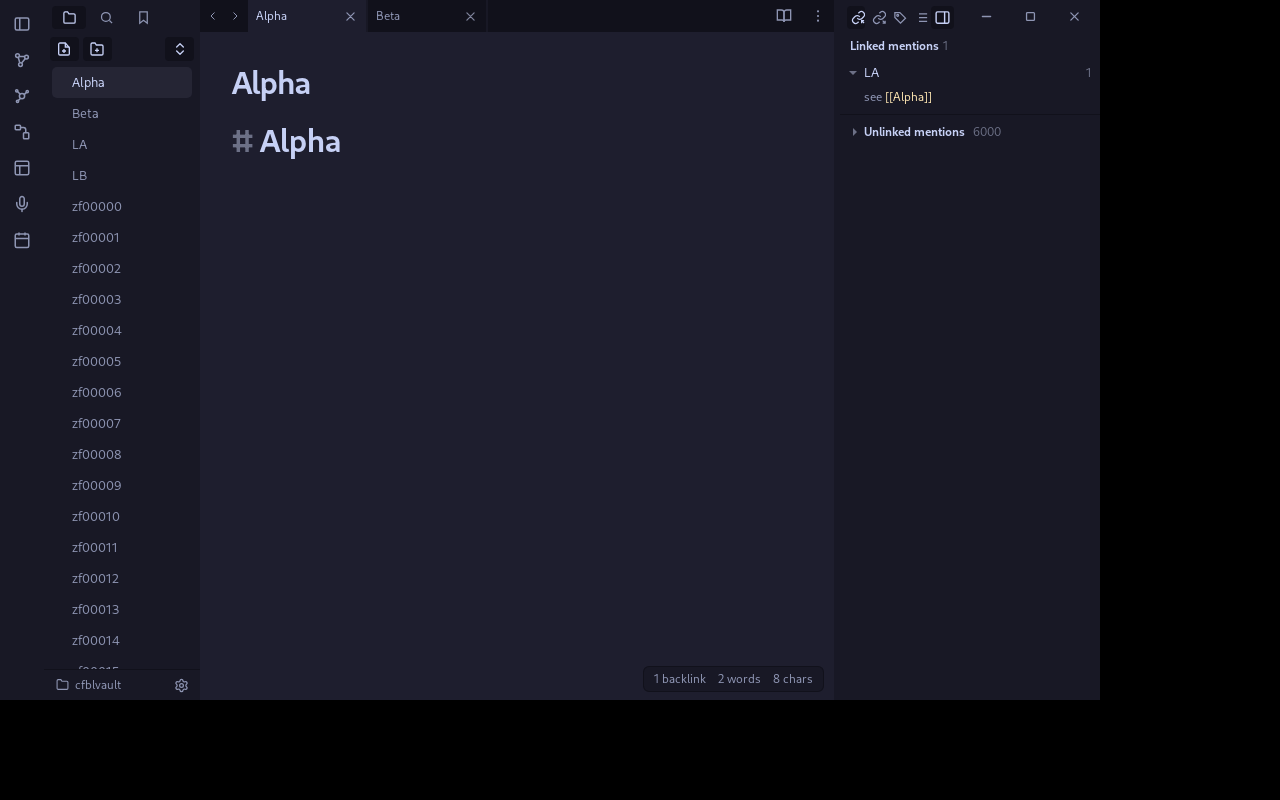 Alpha
Beta
Alpha
Beta
LA
LB
zf00000
zf00001
zf00002
zf00003
zf00004
zf00005
zf00006
zf00007
zf00008
zf00009
zf00010
zf00011
zf00012
zf00013
zf00014
zf00015
cfblvault
Alpha
# Alpha
1 backlink 2 words 8 chars
Linked mentions 1
LA 1
see [[Alpha]]
Unlinked mentions 6000